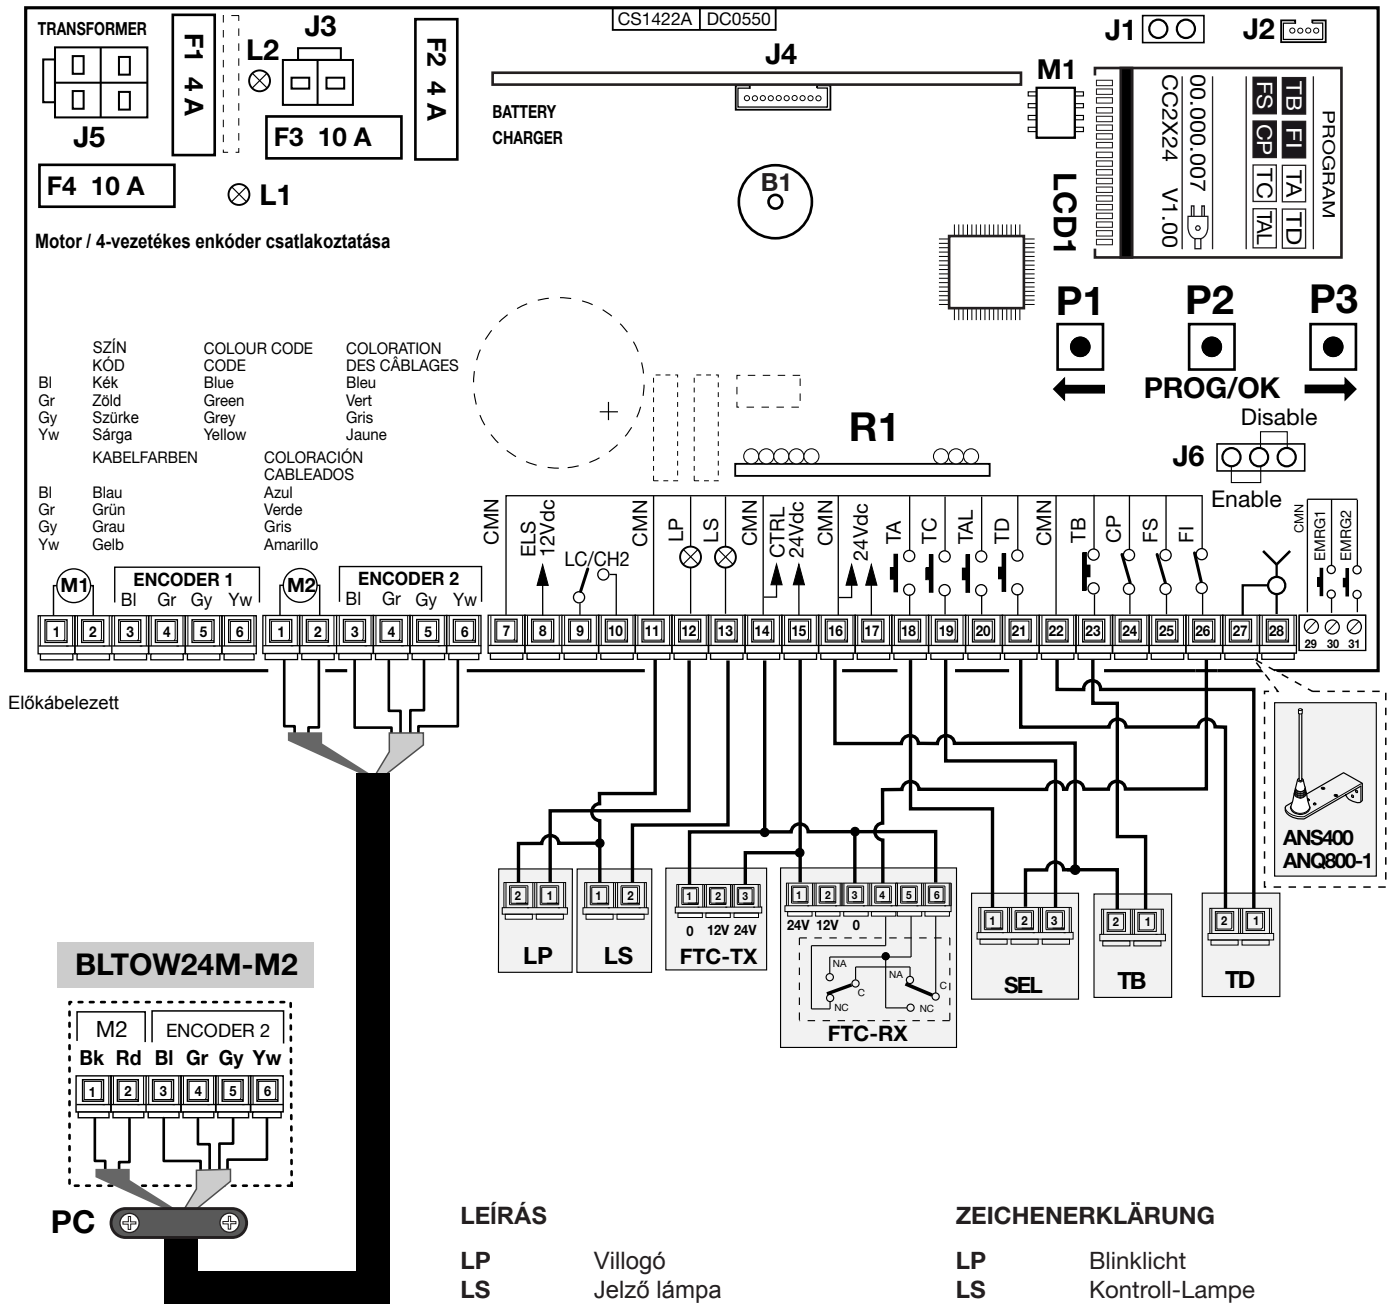 CS1422A DC0550
TRANSFORMER
J5
F1 4 A
L2
J3
F2 4 A
F3 10 A
F4 10 A
L1
J4
BATTERY
CHARGER
B1
M1
J1
J2
LCD1
PROGRAM
TB FI TA TD
FS CP TC TAL
00.000.007
CC2X24 V1.00
P1
P2
P3
PROG/OK
Disable
J6
Enable
R1
Motor / 4-vezetékes enkóder csatlakoztatása
SZÍN COLOUR CODE COLORATION
KÓD CODE DES CÂBLAGES
Bl Kék Blue Bleu
Gr Zöld Green Vert
Gy Szürke Grey Gris
Yw Sárga Yellow Jaune
KABELFARBEN COLORACIÓN
CABLEADOS
Bl Blau Azul
Gr Grün Verde
Gy Grau Gris
Yw Gelb Amarillo
M1 ENCODER 1
Bl Gr Gy Yw
M2 ENCODER 2
Bl Gr Gy Yw
CMN
ELS
12Vdc
LC/CH2
CMN
LP
LS
CMN
CTRL
24Vdc
CMN
24Vdc
TA
TC
TAL
TD
CMN
TB
CP
FS
FI
CMN
EMRG1
EMRG2
1 2 3 4 5 6
1 2 3 4 5 6
7 8 9 10 11 12 13 14 15 16 17 18 19 20 21 22 23 24 25 26 27 28
29 30 31
Előkábelezett
ANS400
ANQ800-1
2 1
LP
1 2
LS
1 2 3
0 12V 24V
FTC-TX
1 2 3 4 5 6
24V 12V 0
NA
C
NC
NA
C
NC
FTC-RX
1 2 3
SEL
2 1
TB
2 1
TD
BLTOW24M-M2
M2 ENCODER 2
Bk Rd Bl Gr Gy Yw
1 2 3 4 5 6
PC
LEÍRÁS
LP Villogó
LS Jelző lámpa
ZEICHENERKLÄRUNG
LP Blinklicht
LS Kontroll-Lampe